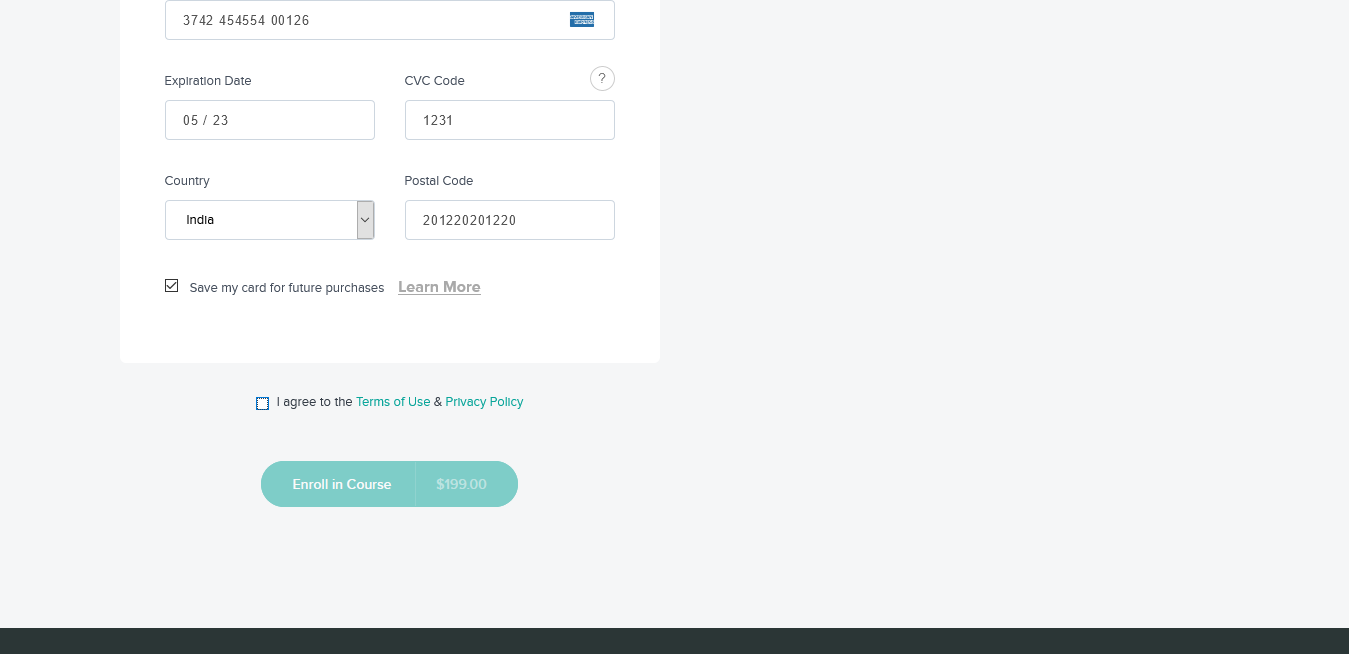 3742 454554 00126
Expiration Date
CVC Code
?
05 / 23
1231
Country
Postal Code
India
201220201220
Save my card for future purchases Learn More
I agree to the Terms of Use & Privacy Policy
Enroll in Course $199.00